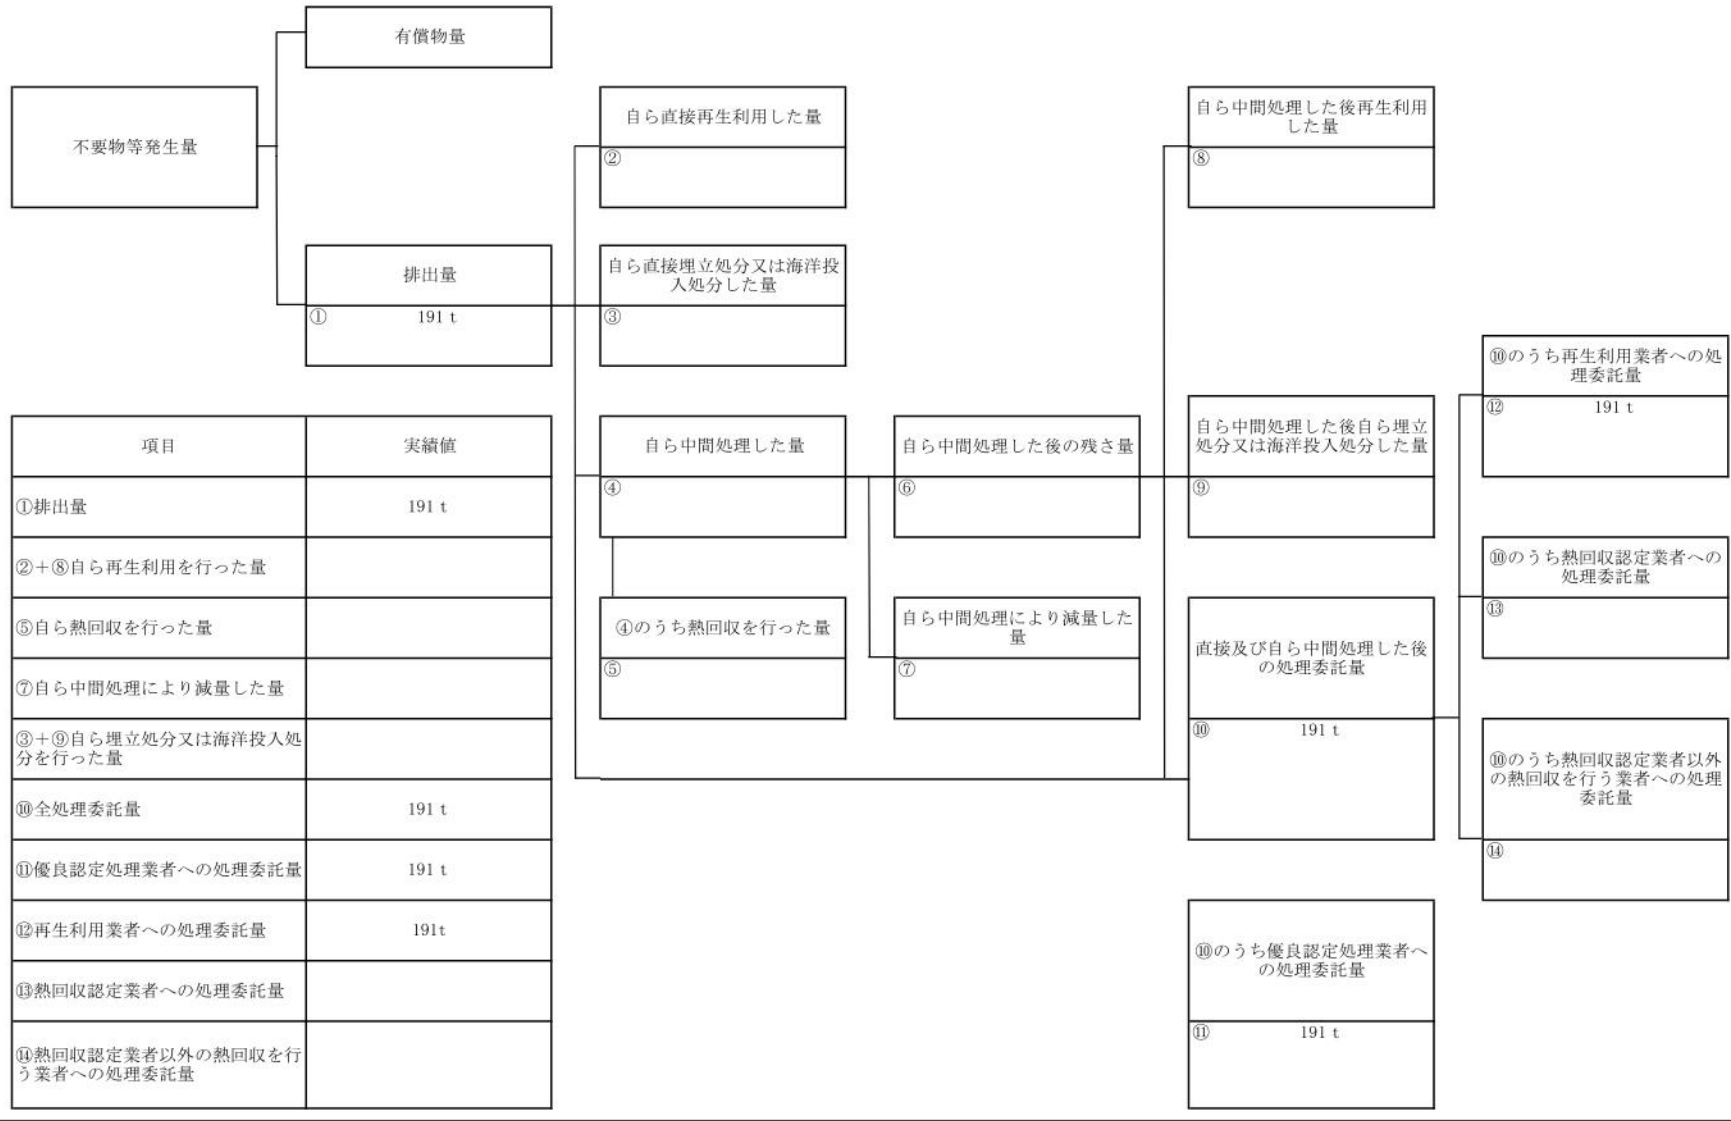 有償物量
不要物等発生量
自ら直接再生利用した量
②
自ら中間処理した後再生利用
した量
⑧
排出量
① 191 t
自ら直接埋立処分又は海洋投
入処分した量
③
⑩のうち再生利用業者への処
理委託量
⑫ 191 t
自ら中間処理した量
④
自ら中間処理した後の残さ量
⑥
自ら中間処理した後自ら埋立
処分又は海洋投入処分した量
⑨
⑩のうち熱回収認定業者への
処理委託量
⑬
④のうち熱回収を行った量
⑤
自ら中間処理により減量した
量
⑦
直接及び自ら中間処理した後
の処理委託量
⑩ 191 t
⑩のうち熱回収認定業者以外
の熱回収を行う業者への処理
委託量
⑭
⑩のうち優良認定処理業者へ
の処理委託量
⑪ 191 t
項目 実績値
①排出量 191 t
②＋⑧自ら再生利用を行った量
⑤自ら熱回収を行った量
⑦自ら中間処理により減量した量
③＋⑨自ら埋立処分又は海洋投入処
分を行った量
⑩全処理委託量 191 t
⑪優良認定処理業者への処理委託量 191 t
⑫再生利用業者への処理委託量 191t
⑬熱回収認定業者への処理委託量
⑭熱回収認定業者以外の熱回収を行
う業者への処理委託量